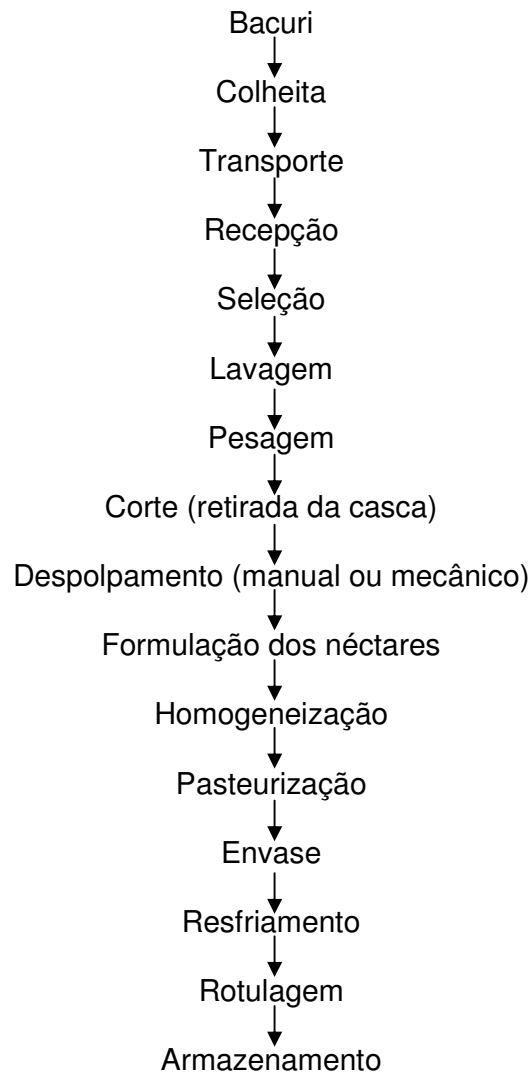 Bacuri
Colheita
Transporte
Recepção
Seleção
Lavagem
Pesagem
Corte (retirada da casca)
Despolpamento (manual ou mecânico)
Formulação dos néctares
Homogeneização
Pasteurização
Envase
Resfriamento
Rotulagem
Armazenamento